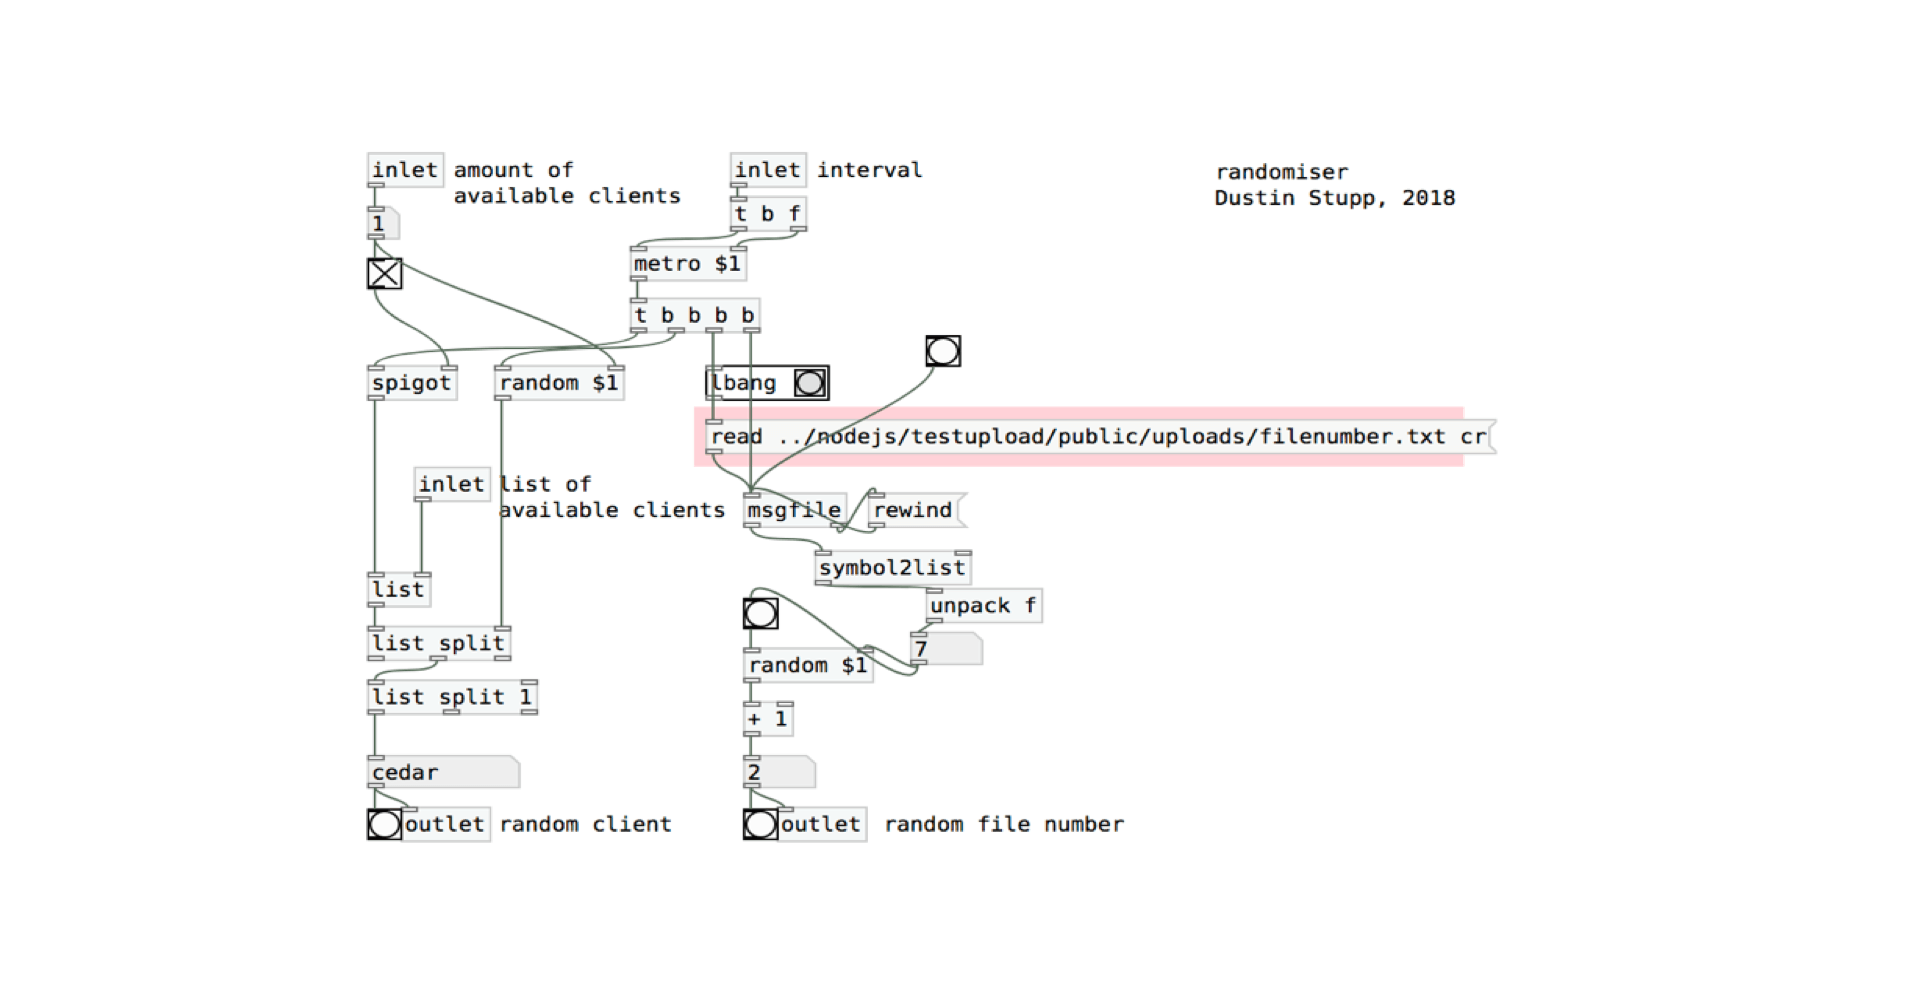 inlet amount of
available clients
inlet interval
randomiser
Dustin Stupp, 2018
1
t b f
metro $1
t b b b b
spigot
random $1
lbang
read ../nodejs/testupload/public/uploads/filenumber.txt cr
inlet list of
available clients
msgfile
rewind
symbol2list
list
unpack f
list split
7
random $1
list split 1
+ 1
cedar
2
outlet random client
outlet random file number